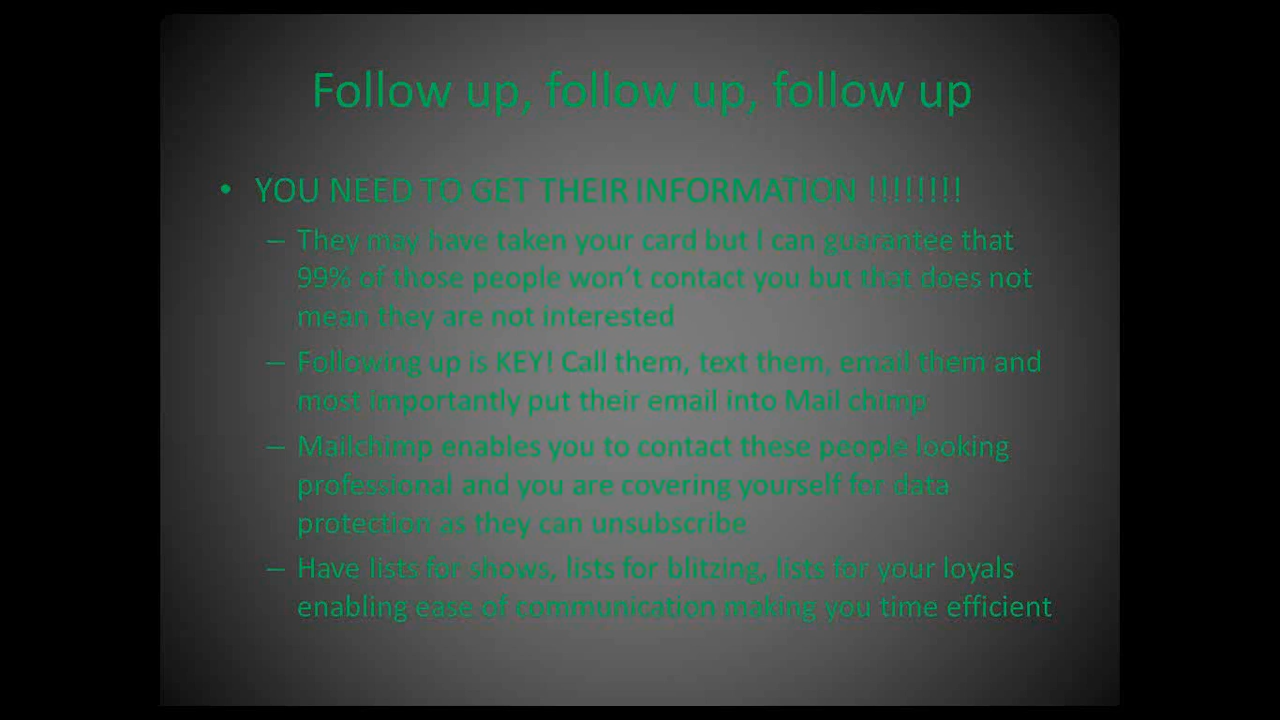 Follow up, follow up, follow up
• YOU NEED TO GET THEIR INFORMATION !!!!!!!!
– They may have taken your card but I can guarantee that
99% of those people won’t contact you but that does not
mean they are not interested
– Following up is KEY! Call them, text them, email them and
most importantly put their email into Mail chimp
– Mailchimp enables you to contact these people looking
professional and you are covering yourself for data
protection as they can unsubscribe
– Have lists for shows, lists for blitzing, lists for your loyals
enabling ease of communication making you time efficient